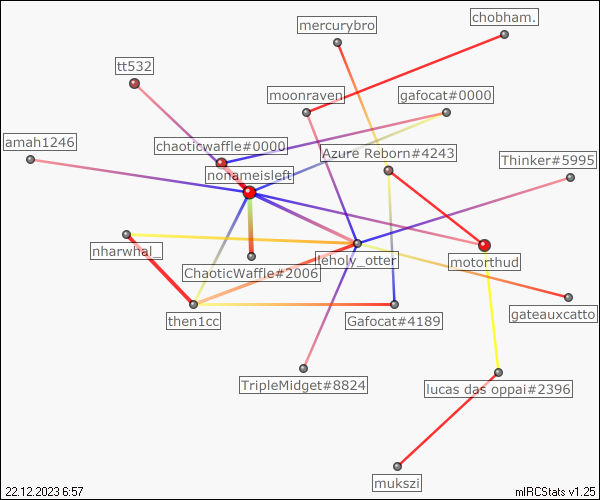 chobham.
mercurybro
tt532
moonraven
gafocat#0000
amah1246
chaoticwaffle#0000
Azure Reborn#4243
Thinker#5995
nonameisleft
nharwhal_
leholy_otter
motorthud
ChaoticWaffle#2006
gateauxcatto
then1cc
Gafocat#4189
TripleMidget#8824
lucas das oppai#2396
mukszi
22.12.2023 6:57
mIRCStats v1.25